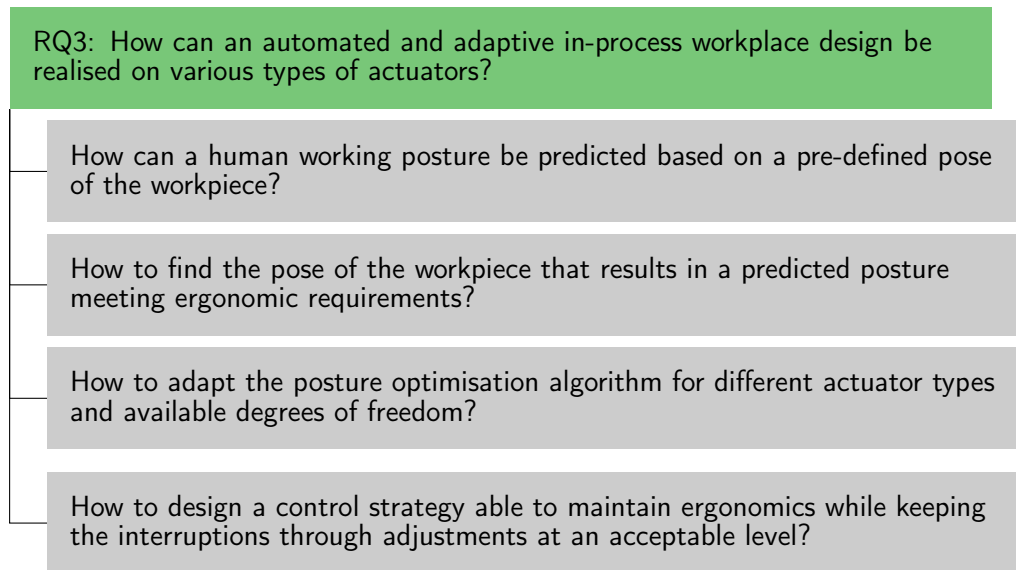 RQ3: How can an automated and adaptive in-process workplace design be
realised on various types of actuators?
How can a human working posture be predicted based on a pre-defined pose
of the workpiece?
How to find the pose of the workpiece that results in a predicted posture
meeting ergonomic requirements?
How to adapt the posture optimisation algorithm for different actuator types
and available degrees of freedom?
How to design a control strategy able to maintain ergonomics while keeping
the interruptions through adjustments at an acceptable level?